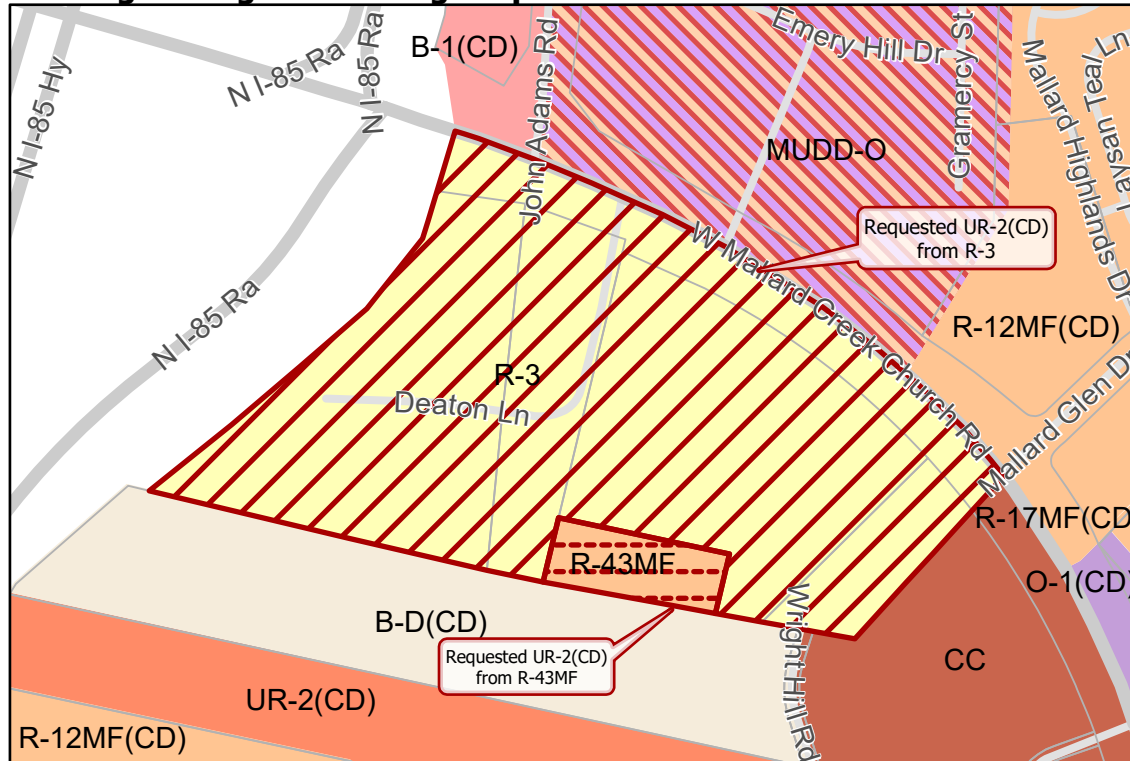 B-1(CD)
N I-85 Hy
N I-85 Ra
N I-85 Ra
John Adams Rd
Emery Hill Dr
Gramercy St
Mallard Highlands Dr
Teal Ln
MUDD-O
Requested UR-2(CD)
from R-3
W Mallard Creek Church Rd
R-12MF(CD)
N I-85 Ra
R-3
Deaton Ln
Mallard Glen Dr
R-17MF(CD
R-43MF
O-1(CD)
B-D(CD)
Wright Hill Rd
Requested UR-2(CD)
from R-43MF
CC
UR-2(CD)
R-12MF(CD)